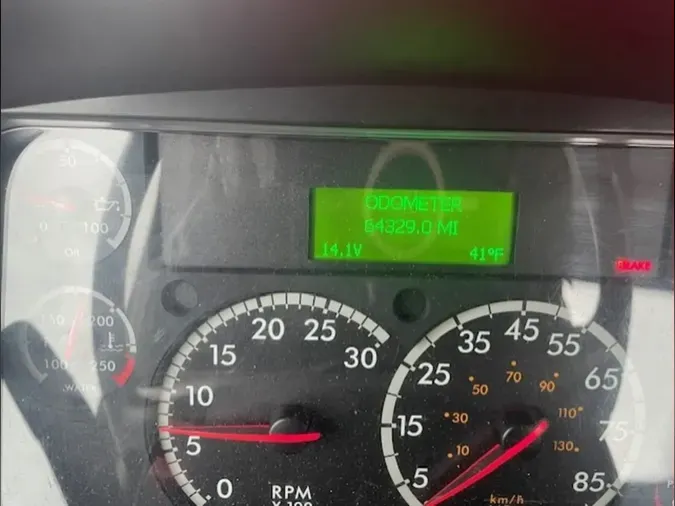 ODOMETER
64329.0 MI
14.1V 41°F
BRAKE
50
0 100
Oil
150 200
100 250
WATER
0 5 10 15 20 25 30
RPM
X 100
5 15 25 35 45 55 65 75 85
10 30 50 70 90 110 130
km/h